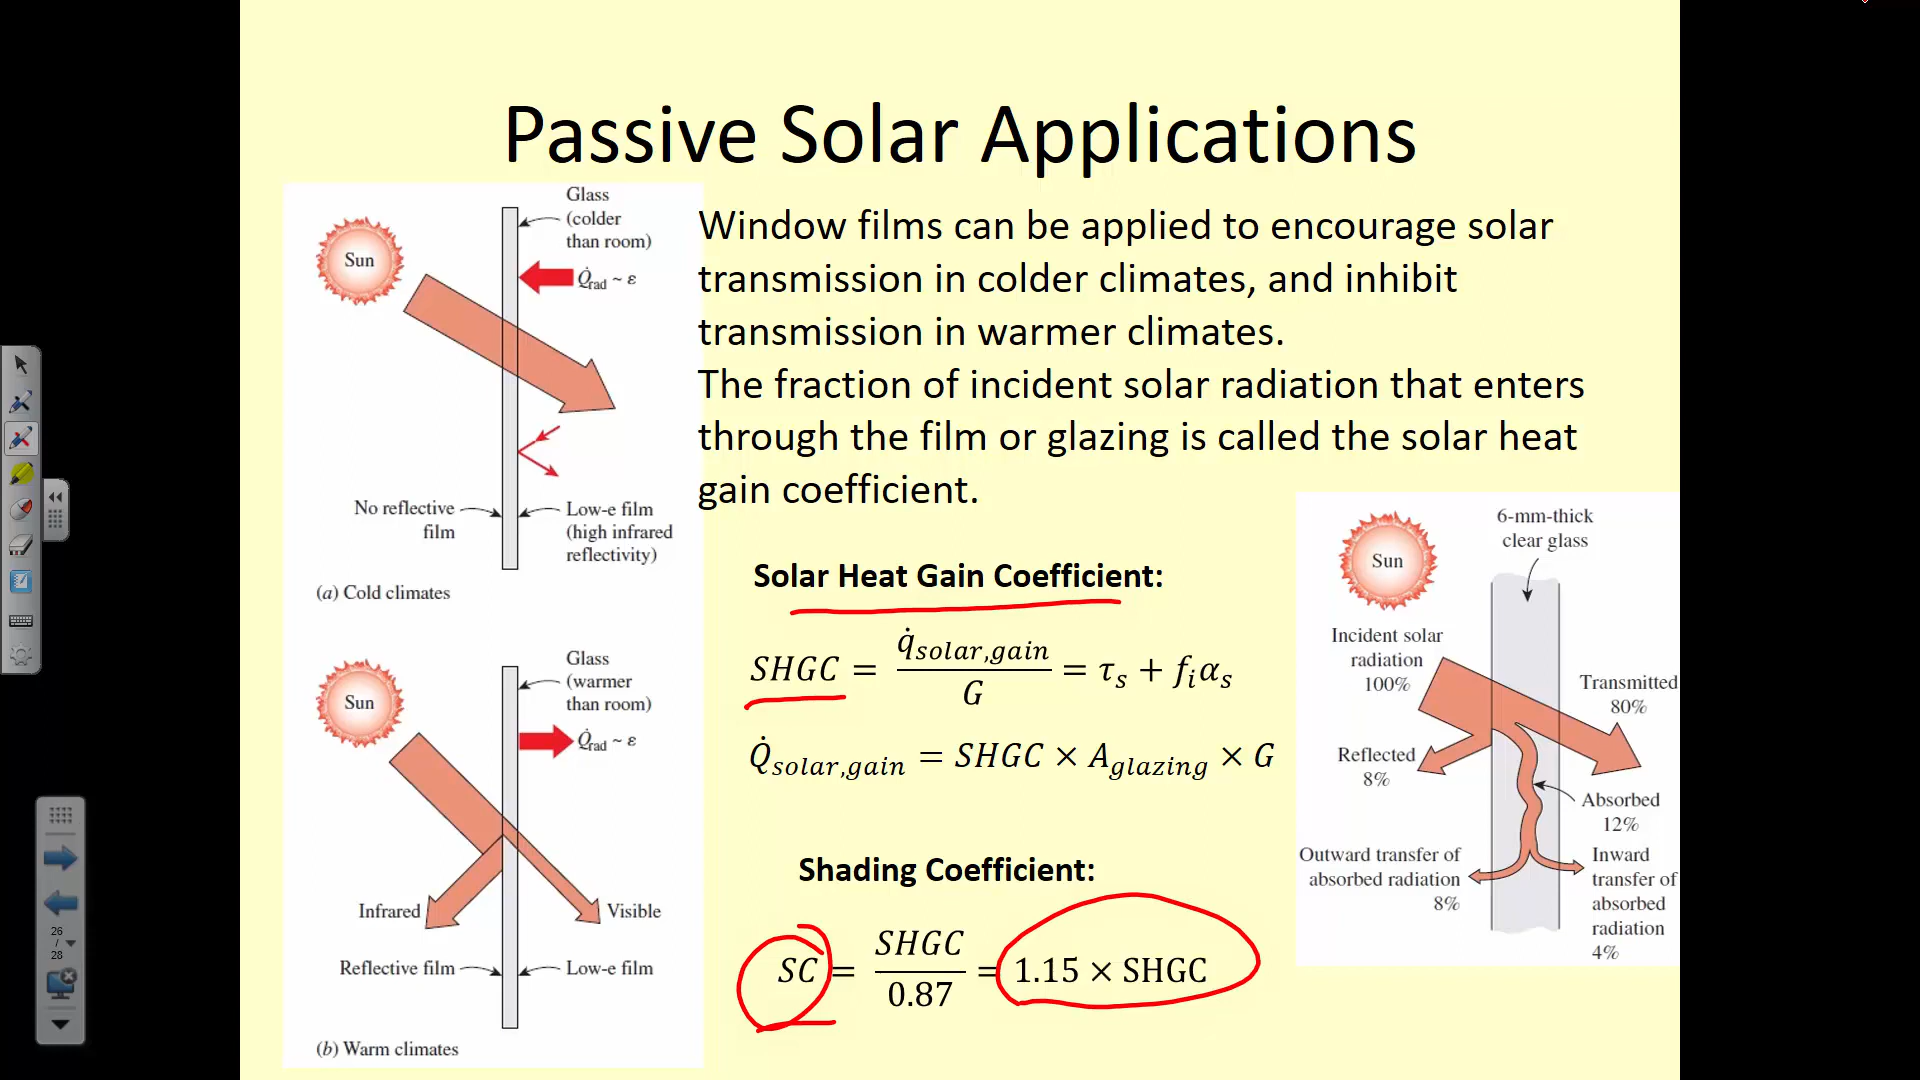 Passive Solar Applications
Glass
(colder
than room)
Sun
Q̇rad ~ ε
No reflective
film
Low-e film
(high infrared
reflectivity)
(a) Cold climates
Glass
(warmer
than room)
Sun
Q̇rad ~ ε
Infrared
Visible
Reflective film
Low-e film
(b) Warm climates
Window films can be applied to encourage solar
transmission in colder climates, and inhibit
transmission in warmer climates.
The fraction of incident solar radiation that enters
through the film or glazing is called the solar heat
gain coefficient.
Solar Heat Gain Coefficient:
SHGC = q̇solar,gain / G = τs + fiαs
Q̇solar,gain = SHGC × Aglazing × G
Shading Coefficient:
SC = SHGC / 0.87 = 1.15 × SHGC
6-mm-thick
clear glass
Sun
Incident solar
radiation
100%
Transmitted
80%
Reflected
8%
Absorbed
12%
Outward transfer of
absorbed radiation
8%
Inward
transfer of
absorbed
radiation
4%
26
/
28